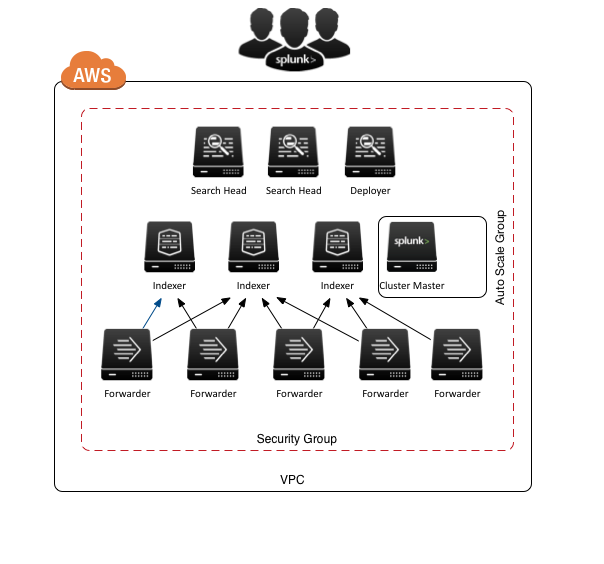 splunk>
AWS
Search Head
Search Head
Deployer
splunk>
Indexer
Indexer
Indexer
Cluster Master
Auto Scale Group
Forwarder
Forwarder
Forwarder
Forwarder
Forwarder
Security Group
VPC